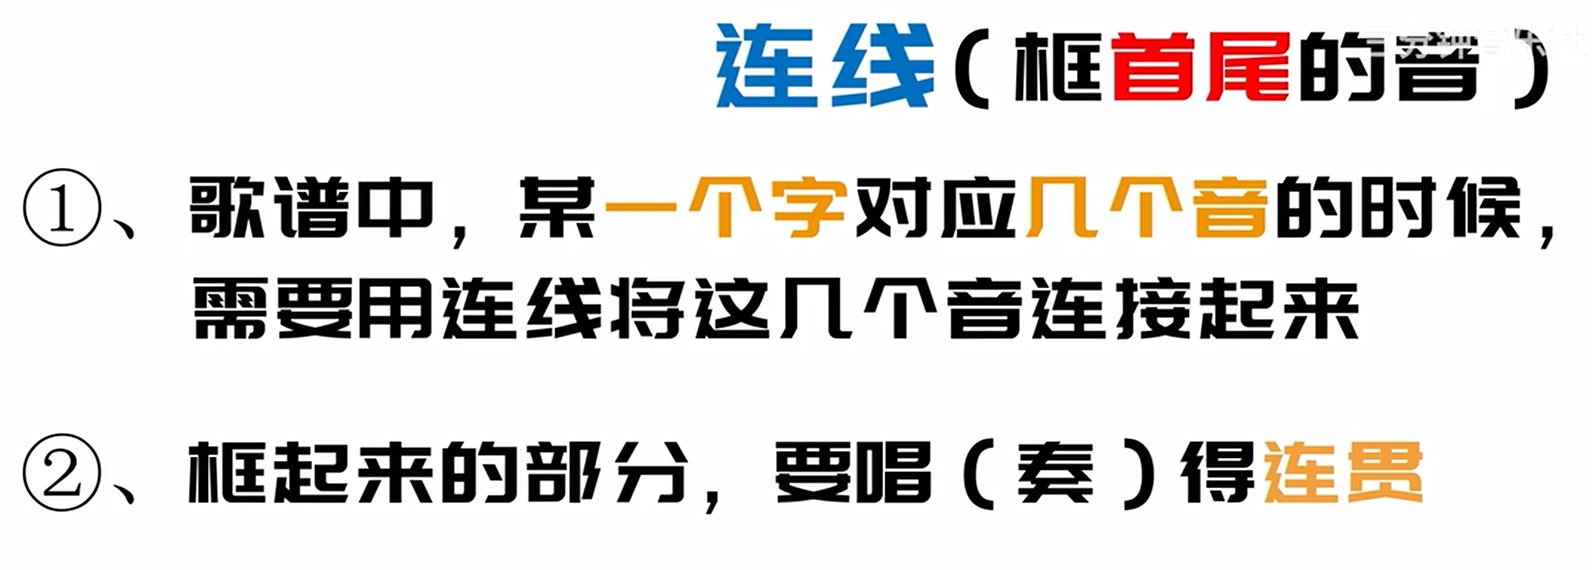 连线（框首尾的音）
①、歌谱中，某一个字对应几个音的时候，
需要用连线将这几个音连接起来
②、框起来的部分，要唱（奏）得连贯